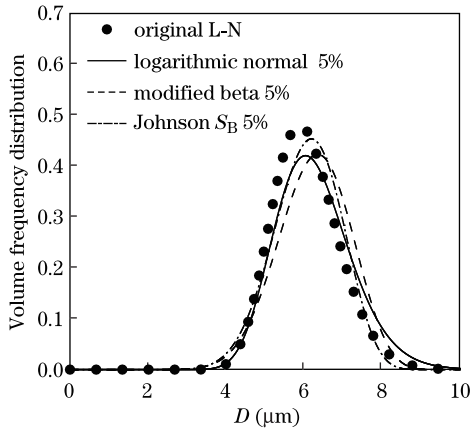 0.7
original L-N
0.6
logarithmic normal 5%
modified beta 5%
0.5
Johnson S_B 5%
0.4
0.3
0.2
0.1
0.0
Volume frequency distribution
0 2 4 6 8 10
D (μm)